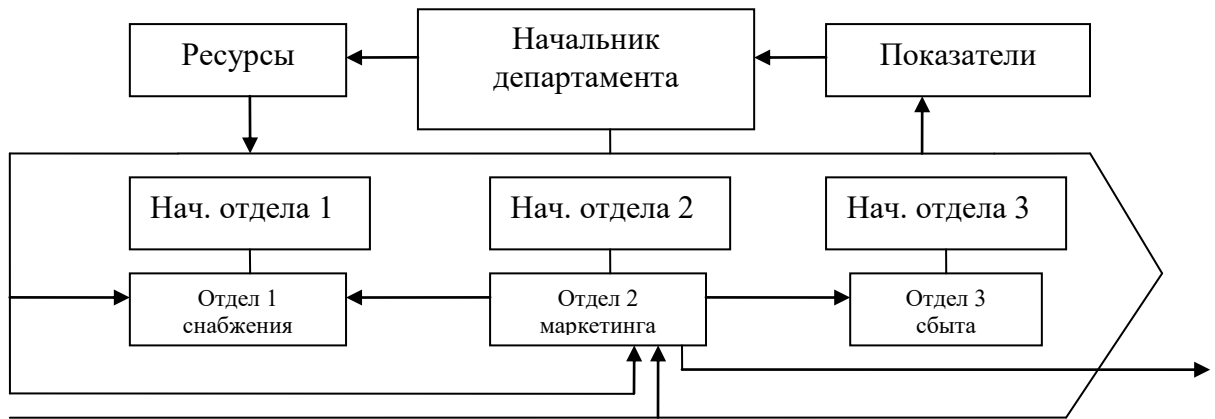 Ресурсы
Начальник
департамента
Показатели
Нач. отдела 1
Нач. отдела 2
Нач. отдела 3
Отдел 1
снабжения
Отдел 2
маркетинга
Отдел 3
сбыта